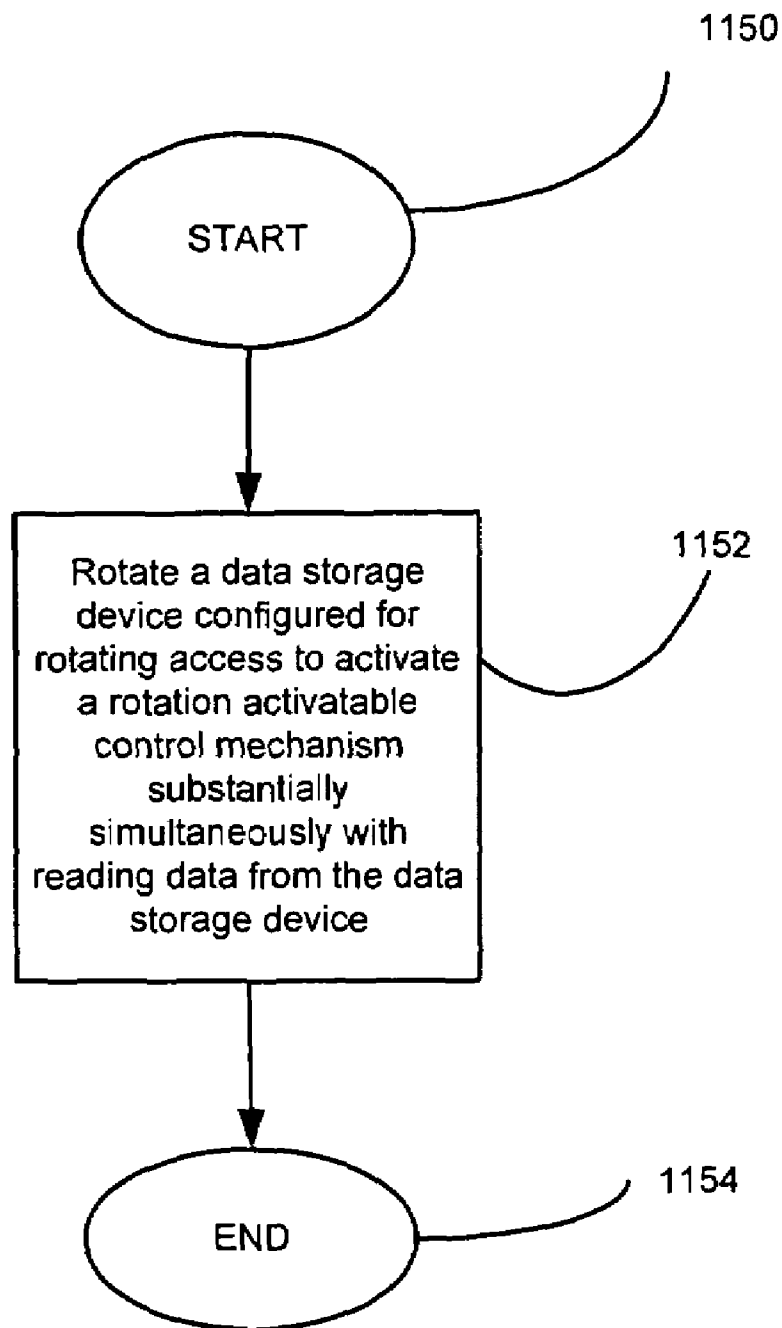 1150
START
Rotate a data storage
device configured for
rotating access to activate
a rotation activatable
control mechanism
substantially
simultaneously with
reading data from the data
storage device
1152
END
1154